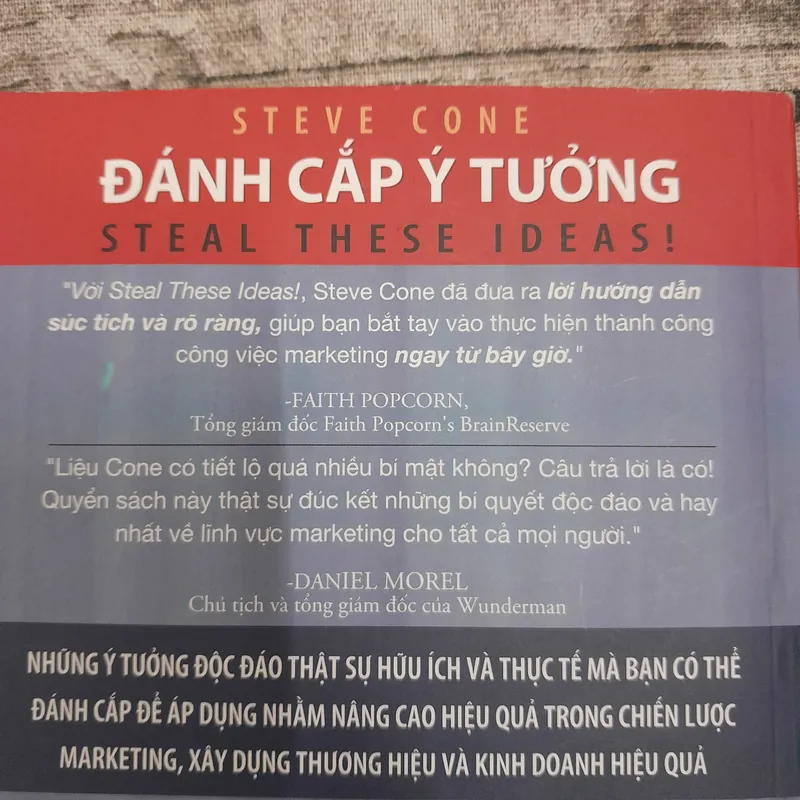 STEVE CONE
ĐÁNH CẮP Ý TƯỞNG
STEAL THESE IDEAS!
"Với Steal These Ideas!, Steve Cone đã đưa ra lời hướng dẫn
súc tích và rõ ràng, giúp bạn bắt tay vào thực hiện thành công
công việc marketing ngay từ bây giờ."
-FAITH POPCORN,
Tổng giám đốc Faith Popcorn's BrainReserve
"Liệu Cone có tiết lộ quá nhiều bí mật không? Câu trả lời là có!
Quyển sách này thật sự đúc kết những bí quyết độc đáo và hay
nhất về lĩnh vực marketing cho tất cả mọi người."
-DANIEL MOREL
Chủ tịch và tổng giám đốc của Wunderman
NHỮNG Ý TƯỞNG ĐỘC ĐÁO THẬT SỰ HỮU ÍCH VÀ THỰC TẾ MÀ BẠN CÓ THỂ
ĐÁNH CẮP ĐỂ ÁP DỤNG NHẰM NÂNG CAO HIỆU QUẢ TRONG CHIẾN LƯỢC
MARKETING, XÂY DỰNG THƯƠNG HIỆU VÀ KINH DOANH HIỆU QUẢ